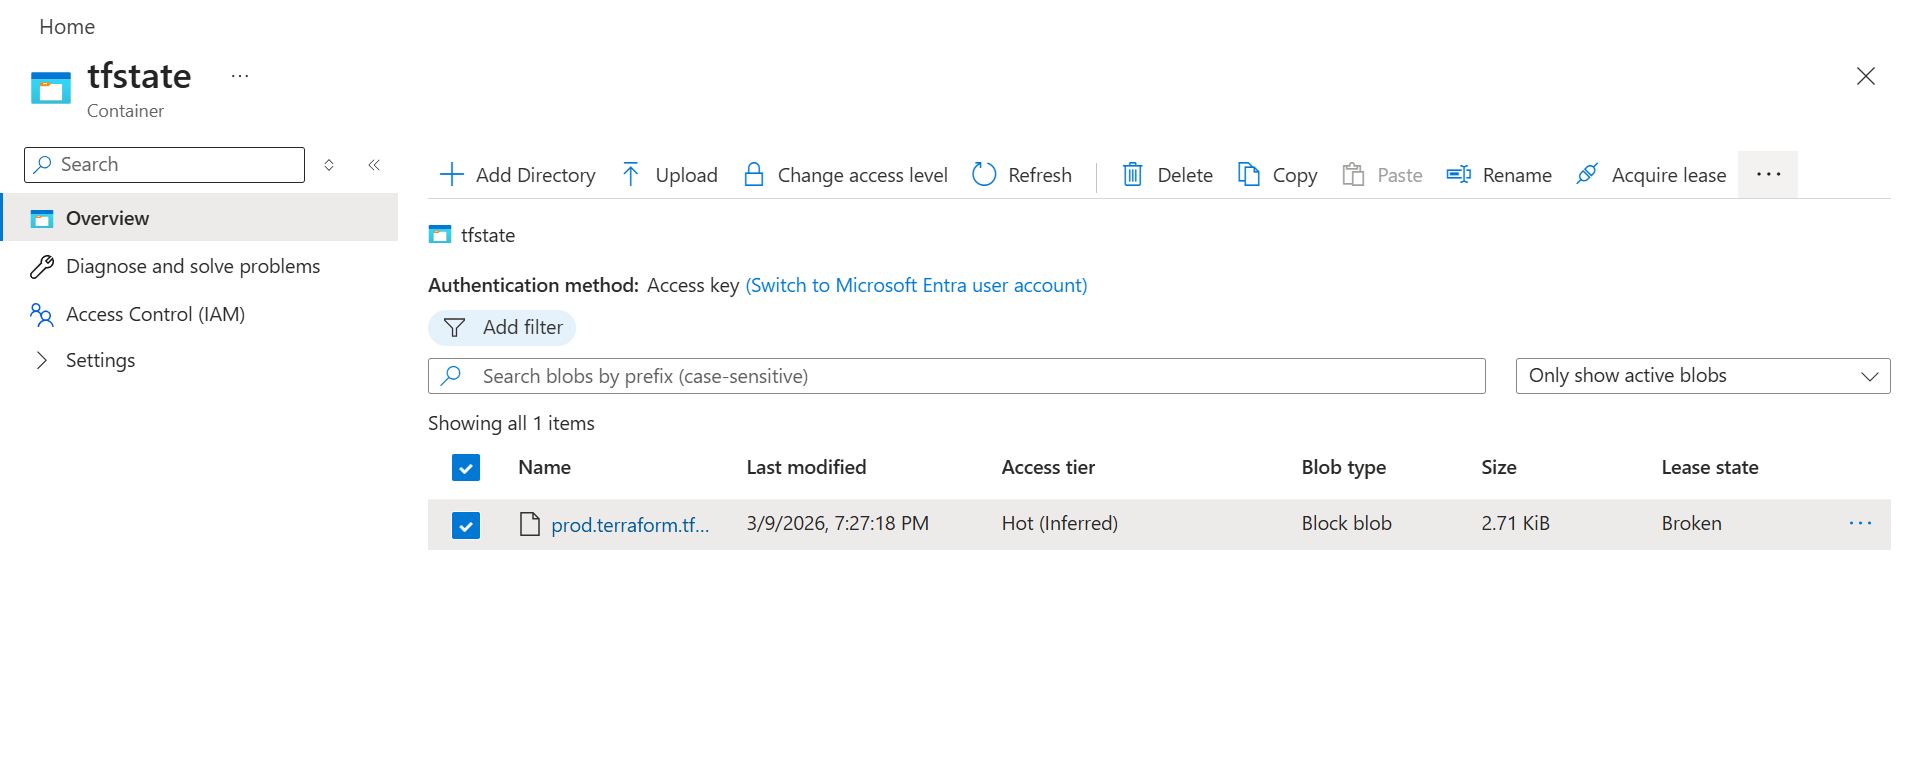 Home
tfstate ...
Container
Search
Overview
Diagnose and solve problems
Access Control (IAM)
Settings
Add Directory Upload Change access level Refresh Delete Copy Paste Rename Acquire lease ...
tfstate
Authentication method: Access key (Switch to Microsoft Entra user account)
Add filter
Search blobs by prefix (case-sensitive) Only show active blobs
Showing all 1 items
Name Last modified Access tier Blob type Size Lease state
prod.terraform.tf... 3/9/2026, 7:27:18 PM Hot (Inferred) Block blob 2.71 KiB Broken ...